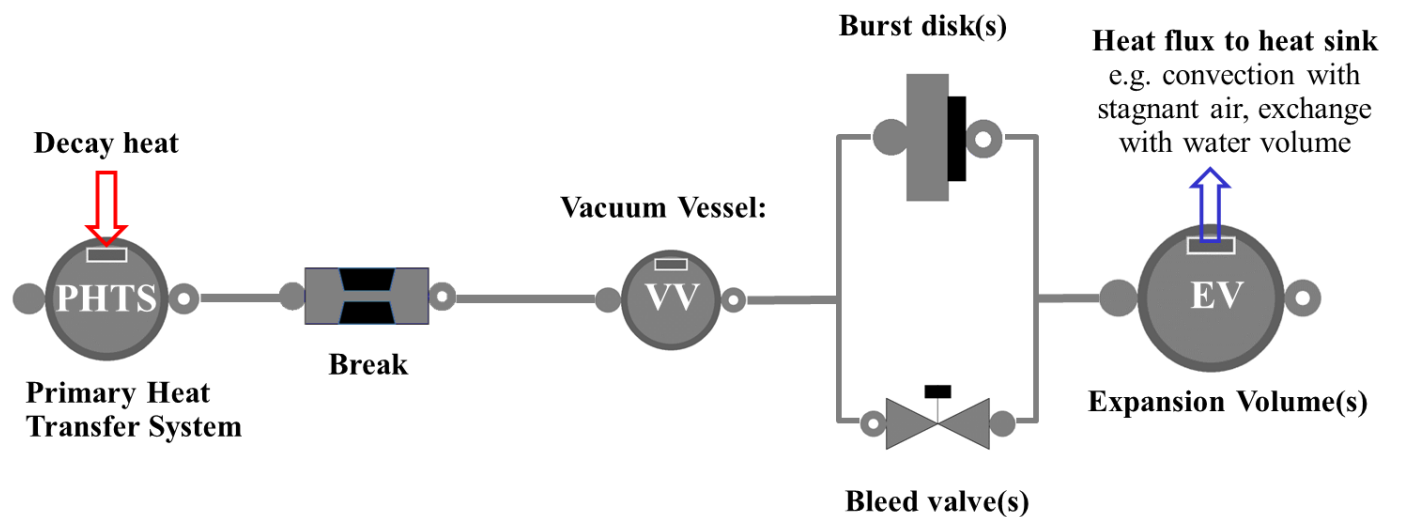 Burst disk(s)
Heat flux to heat sink
e.g. convection with
stagnant air, exchange
with water volume
Decay heat
Vacuum Vessel:
PHTS
VV
EV
Break
Primary Heat
Transfer System
Expansion Volume(s)
Bleed valve(s)